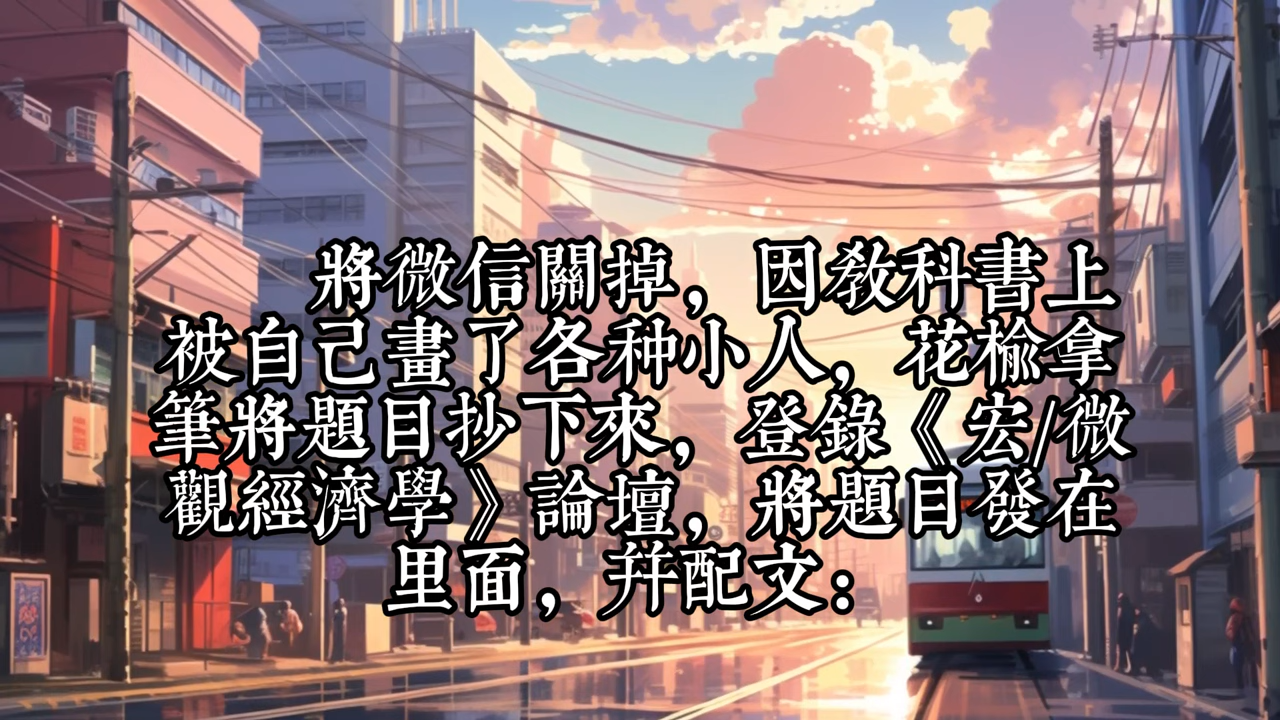 將微信關掉，因教科書上
被自己畫了各种小人，花榆拿
筆將題目抄下來，登錄《宏/微
觀經濟學》論壇，將題目發在
里面，并配文：